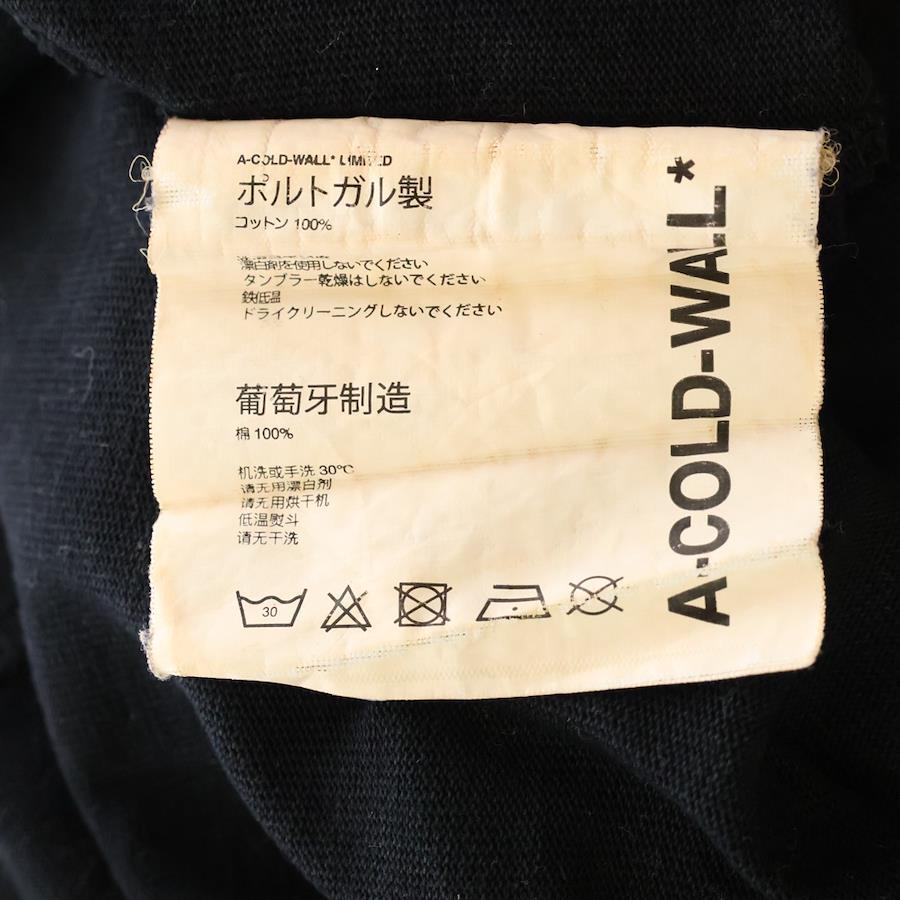 A-COLD-WALL* LIMITED
ポルトガル製
コットン 100%
漂白剤を使用しないでください
タンブラー乾燥はしないでください
鉄低温
ドライクリーニングしないでください
葡萄牙制造
棉 100%
机洗或手洗 30°C
请无用漂白剂
请无用烘干机
低温熨斗
请无干洗
30
A-COLD-WALL*